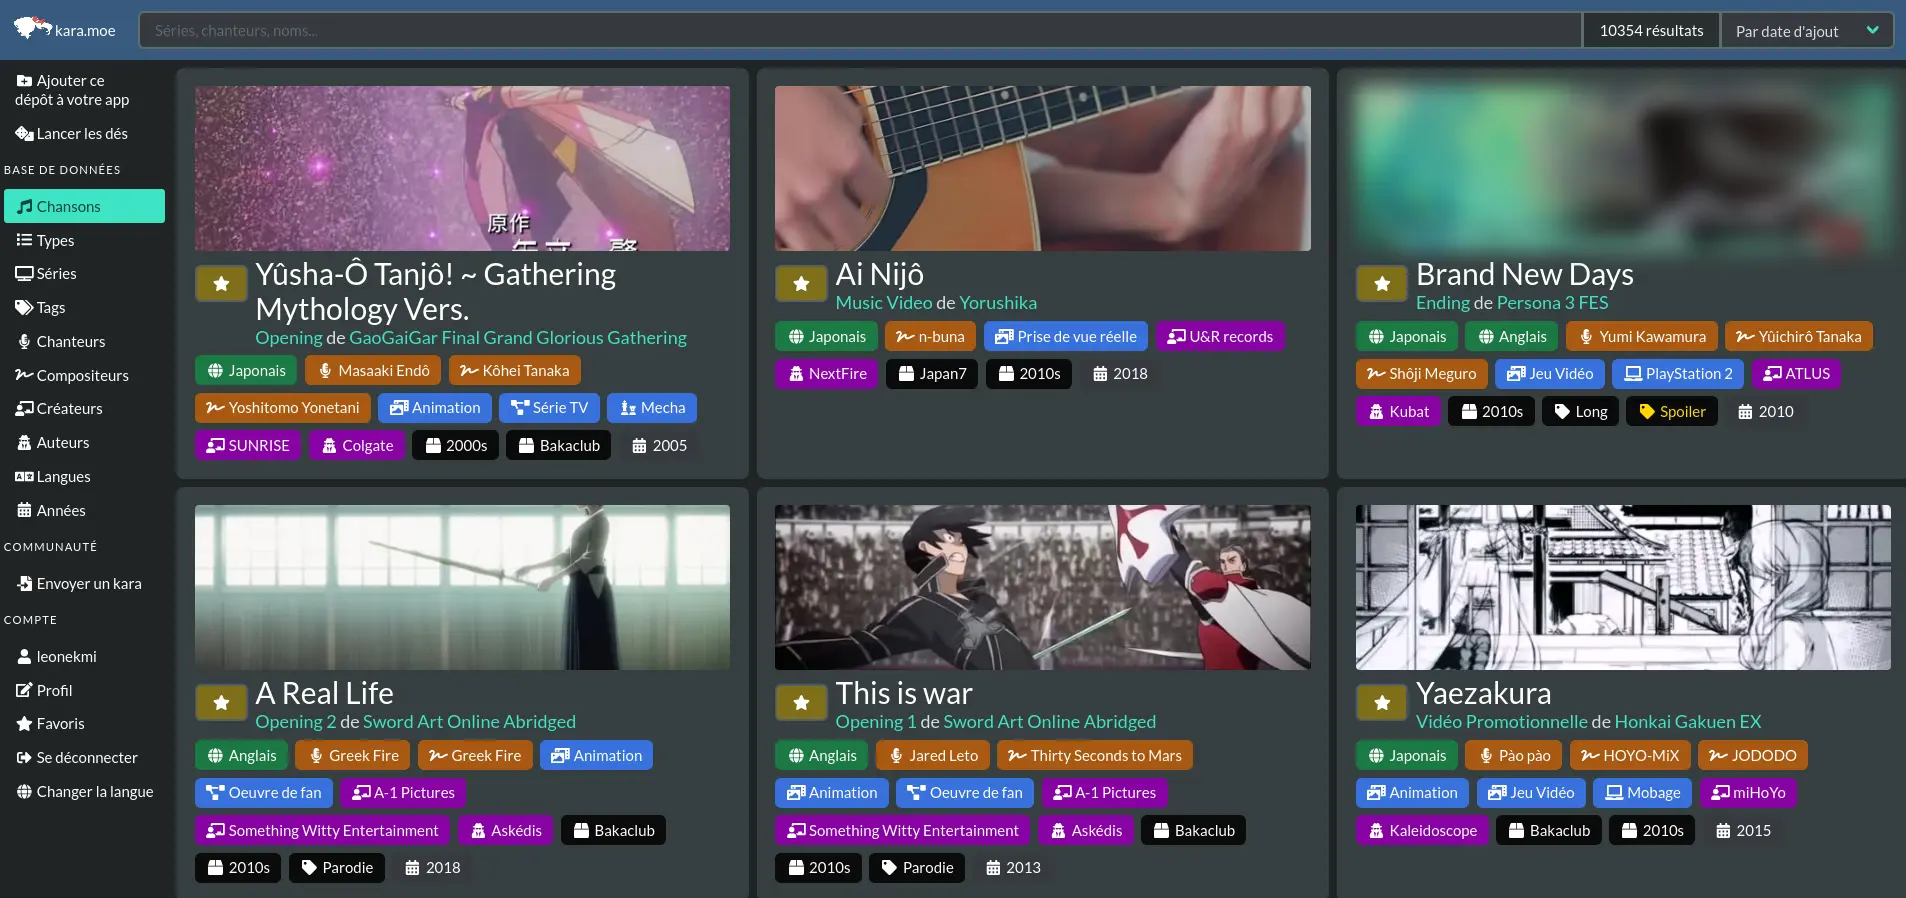 kara.moe
Séries, chanteurs, noms...
10354 résultats
Par date d'ajout
Ajouter ce
dépôt à votre app
Lancer les dés
BASE DE DONNÉES
Chansons
Types
Séries
Tags
Chanteurs
Compositeurs
Créateurs
Auteurs
Langues
Années
COMMUNAUTÉ
Envoyer un kara
COMPTE
leonekmi
Profil
Favoris
Se déconnecter
Changer la langue
原作
Yûsha-Ô Tanjô! ~ Gathering
Mythology Vers.
Opening de GaoGaiGar Final Grand Glorious Gathering
Japonais Masaaki Endô Kôhei Tanaka
Yoshitomo Yonetani Animation Série TV Mecha
SUNRISE Colgate 2000s Bakaclub 2005
Ai Nijô
Music Video de Yorushika
Japonais n-buna Prise de vue réelle U&R records
NextFire Japan7 2010s 2018
Brand New Days
Ending de Persona 3 FES
Japonais Anglais Yumi Kawamura Yûichirô Tanaka
Shôji Meguro Jeu Vidéo PlayStation 2 ATLUS
Kubat 2010s Long Spoiler 2010
A Real Life
Opening 2 de Sword Art Online Abridged
Anglais Greek Fire Greek Fire Animation
Oeuvre de fan A-1 Pictures
Something Witty Entertainment Askédis Bakaclub
2010s Parodie 2018
This is war
Opening 1 de Sword Art Online Abridged
Anglais Jared Leto Thirty Seconds to Mars
Animation Oeuvre de fan A-1 Pictures
Something Witty Entertainment Askédis Bakaclub
2010s Parodie 2013
Yaezakura
Vidéo Promotionnelle de Honkai Gakuen EX
Japonais Pào pào HOYO-MiX JODODO
Animation Jeu Vidéo Mobage miHoYo
Kaleidoscope Bakaclub 2010s 2015